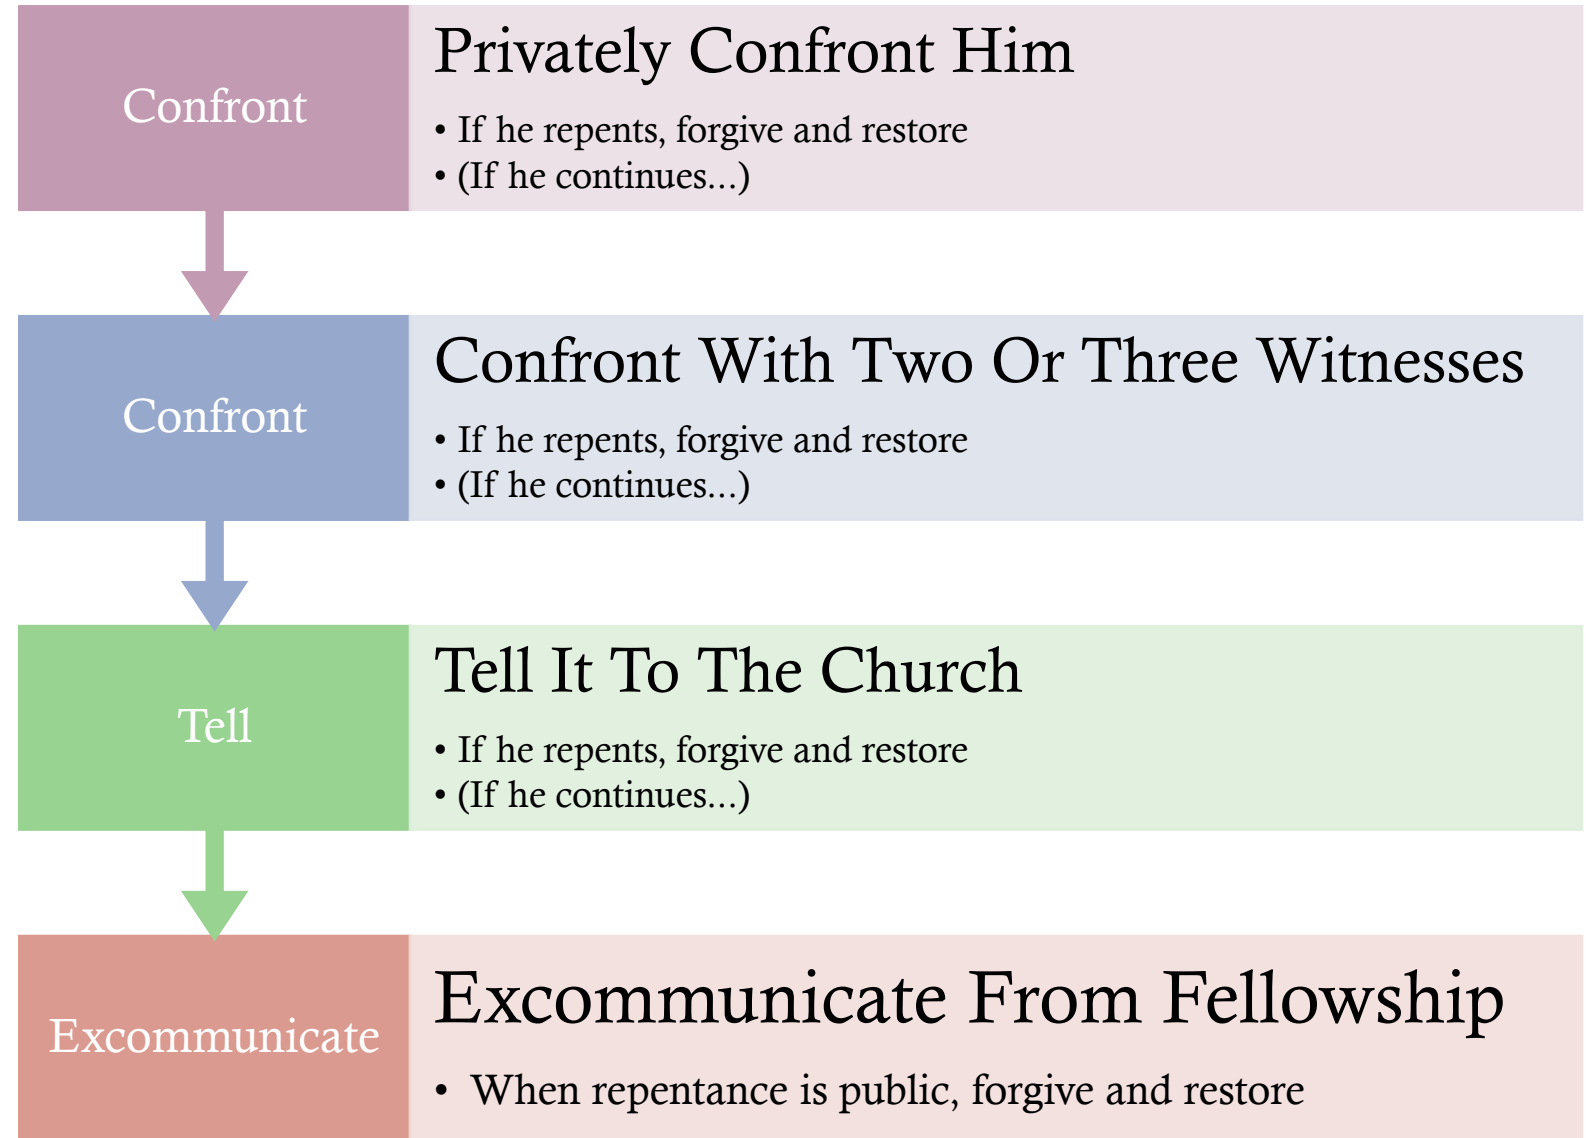 Confront
Privately Confront Him
• If he repents, forgive and restore
• (If he continues...)
Confront
Confront With Two Or Three Witnesses
• If he repents, forgive and restore
• (If he continues...)
Tell
Tell It To The Church
• If he repents, forgive and restore
• (If he continues...)
Excommunicate
Excommunicate From Fellowship
• When repentance is public, forgive and restore